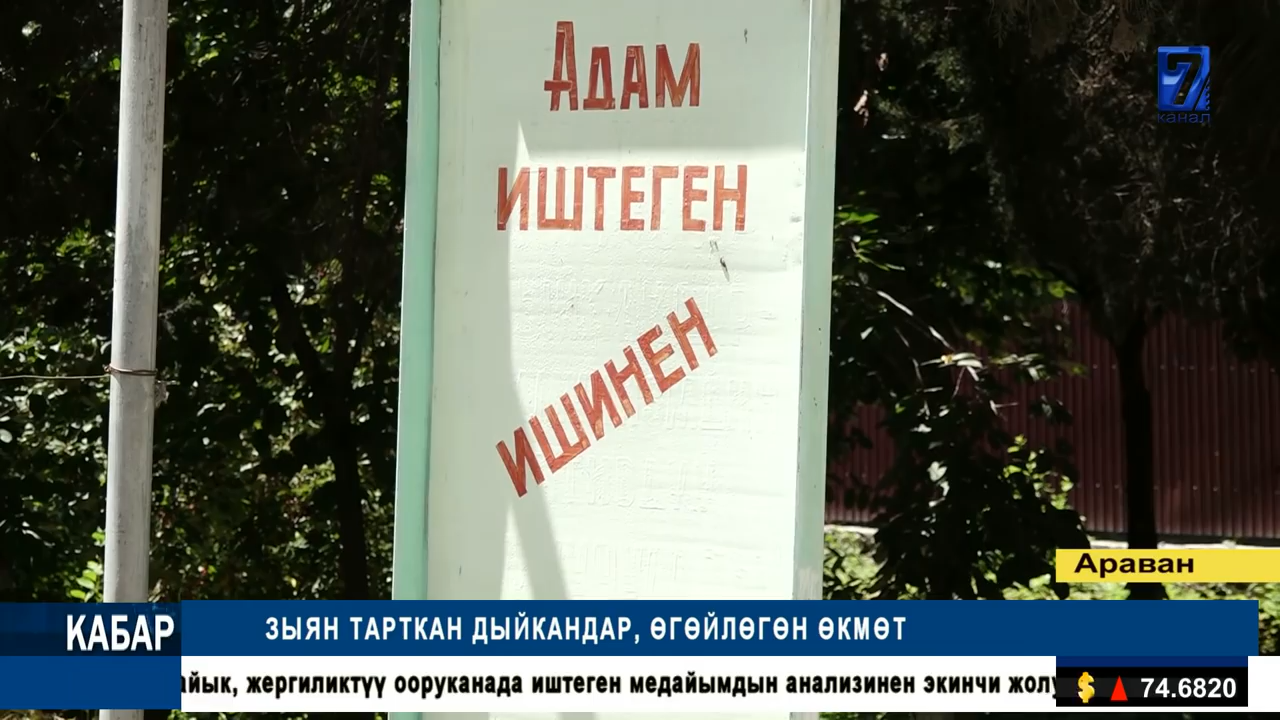 Адам
иштеген
ишинен
7
канал
Араван
КАБАР
ЗЫЯН ТАРТКАН ДЫЙКАНДАР, ӨГӨЙЛӨГӨН ӨКМӨТ
айык, жергиликтүү ооруканада иштеген медайымдын анализинен экинчи жолу
$ ▲ 74.6820